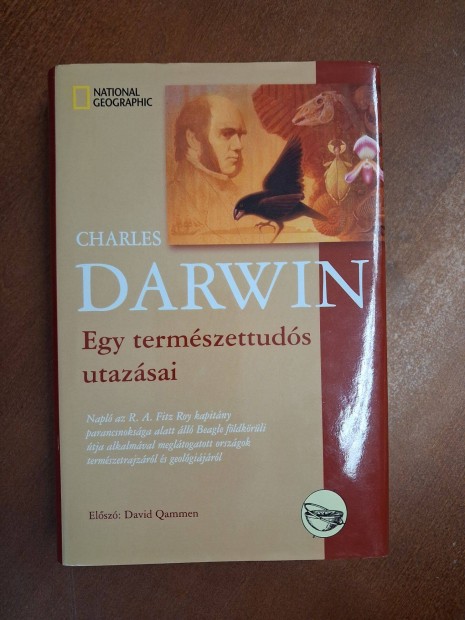 NATIONAL
GEOGRAPHIC
CHARLES
DARWIN
Egy természettudós
utazásai
Napló az R. A. Fitz Roy kapitány
parancsnoksága alatt álló Beagle földkörüli
útja alkalmával meglátogatott országok
természetrajzáról és geológiájáról
Előszó: David Qammen